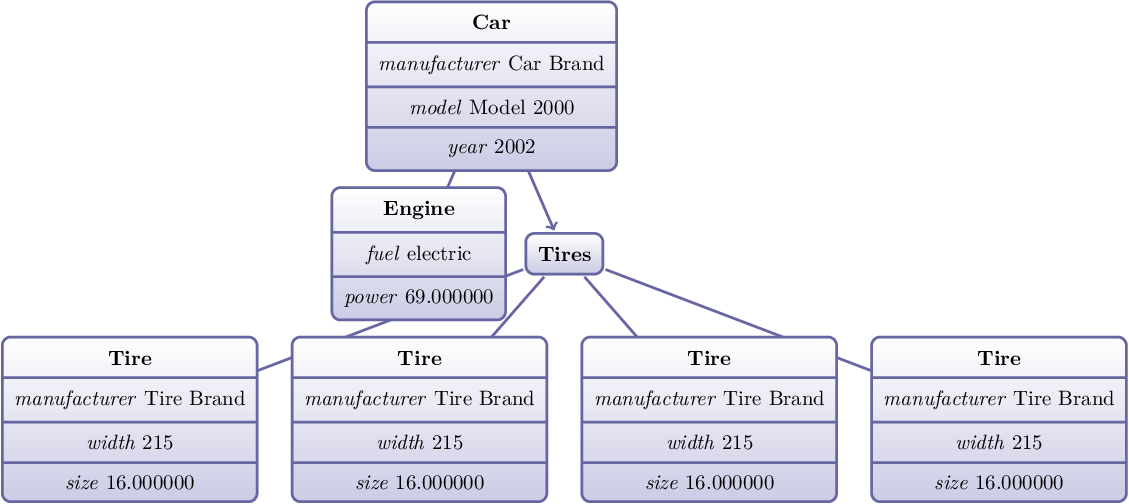 Car
manufacturer Car Brand
model Model 2000
year 2002
Engine
fuel electric
power 69.000000
Tires
Tire
manufacturer Tire Brand
width 215
size 16.000000
Tire
manufacturer Tire Brand
width 215
size 16.000000
Tire
manufacturer Tire Brand
width 215
size 16.000000
Tire
manufacturer Tire Brand
width 215
size 16.000000